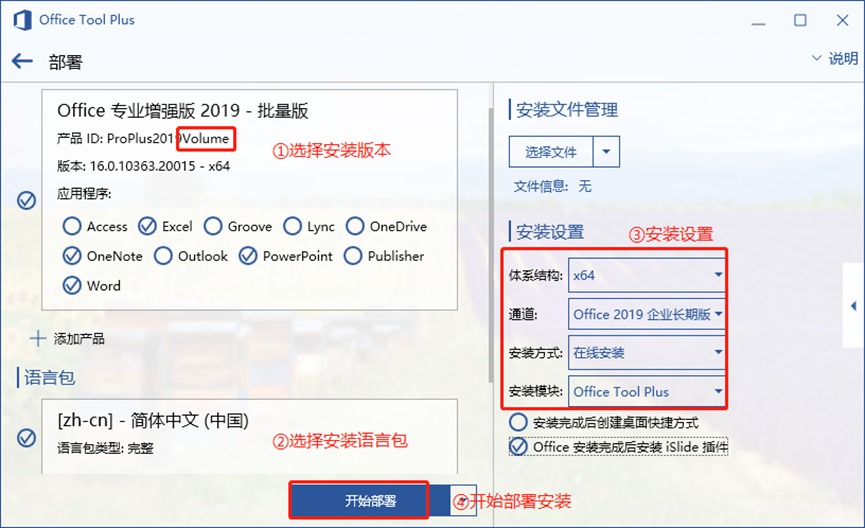 Office Tool Plus
部署
说明
Office 专业增强版 2019 - 批量版
产品 ID: ProPlus2019Volume
①选择安装版本
版本: 16.0.10363.20015 - x64
应用程序:
Access Excel Groove Lync OneDrive
OneNote Outlook PowerPoint Publisher
Word
添加产品
语言包
[zh-cn] - 简体中文 (中国)
②选择安装语言包
语言包类型: 完整
安装文件管理
选择文件
文件信息: 无
安装设置
③安装设置
体系结构: x64
通道: Office 2019 企业长期版
安装方式: 在线安装
安装模块: Office Tool Plus
安装完成后创建桌面快捷方式
Office 安装完成后安装 iSlide 插件
开始部署
④开始部署安装